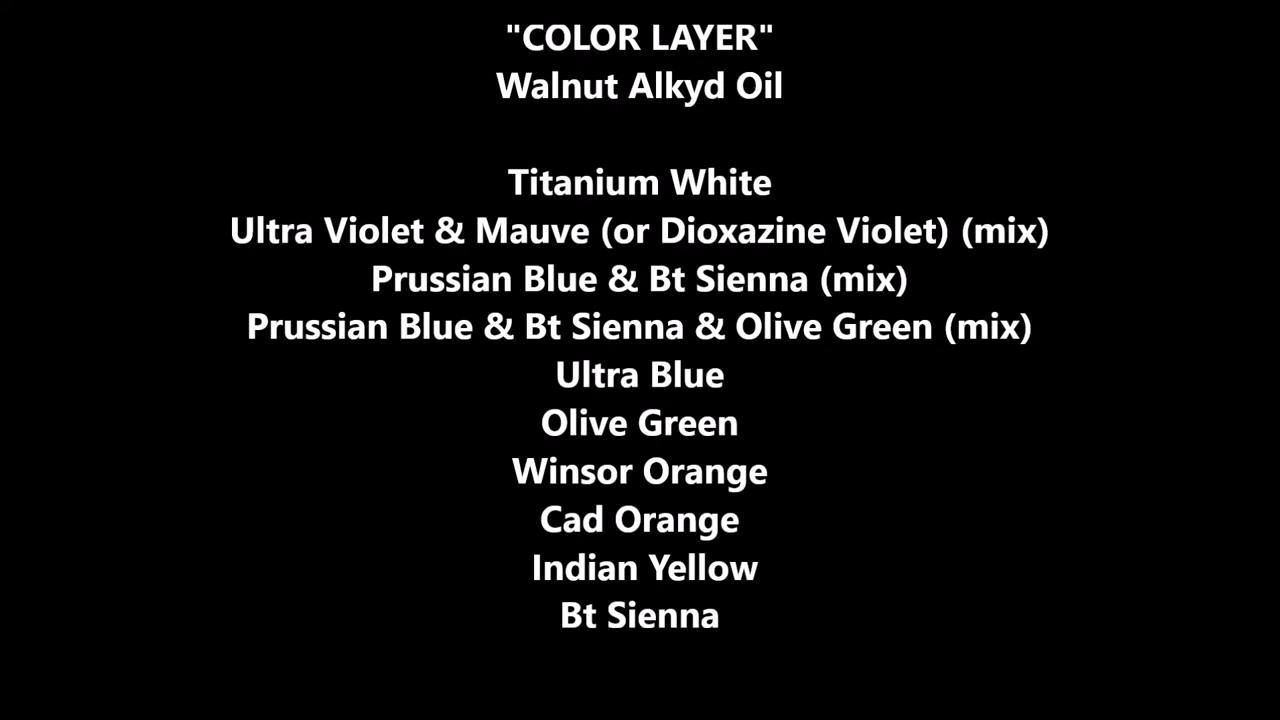 "COLOR LAYER"
Walnut Alkyd Oil
Titanium White
Ultra Violet & Mauve (or Dioxazine Violet) (mix)
Prussian Blue & Bt Sienna (mix)
Prussian Blue & Bt Sienna & Olive Green (mix)
Ultra Blue
Olive Green
Winsor Orange
Cad Orange
Indian Yellow
Bt Sienna